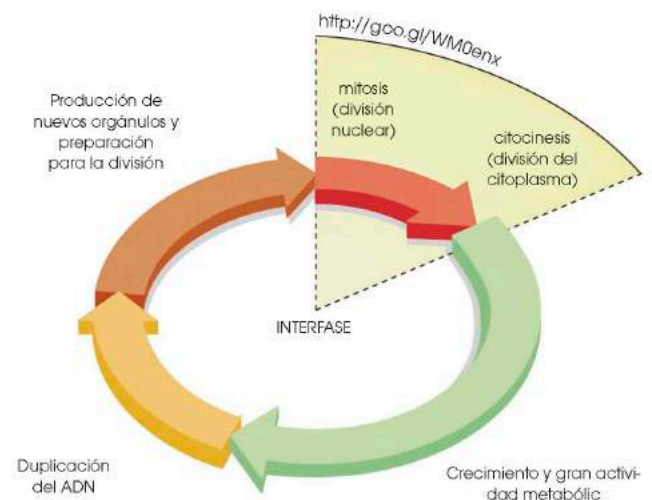 http://goo.gl/WM0enx
mitosis
(división
nuclear)
citocinesis
(división del
citoplasma)
Producción de
nuevos orgánulos y
preparación
para la división
INTERFASE
Duplicación
del ADN
Crecimiento y gran activi-
dad metabólic